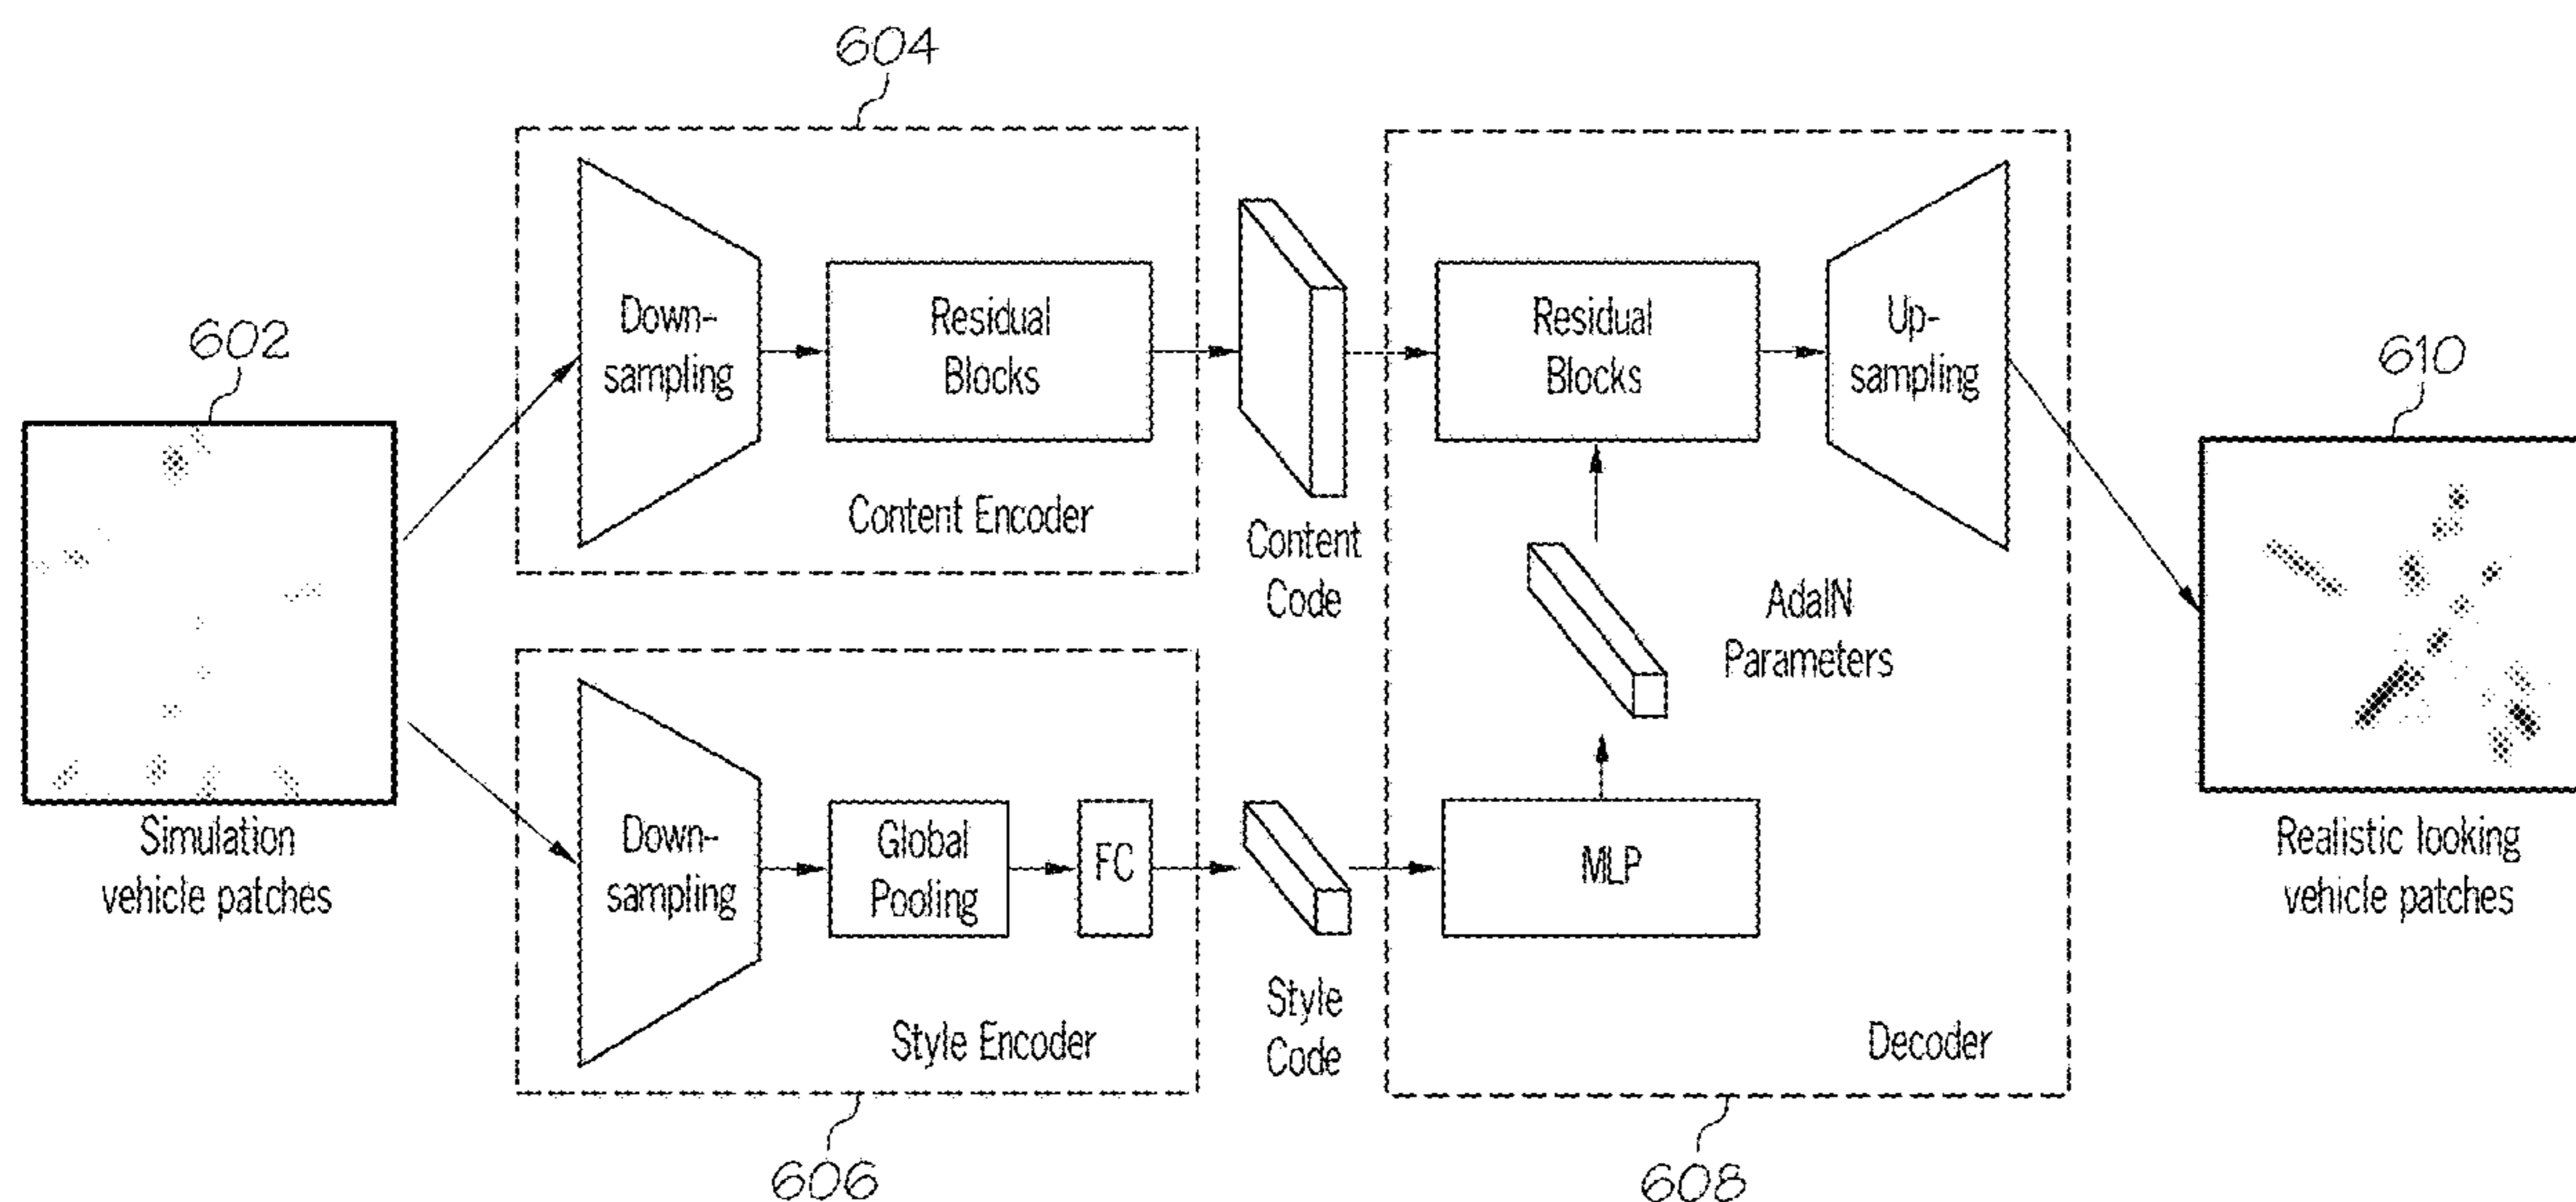 604
602
610
Down-
sampling
Residual
Blocks
Content Encoder
Content
Code
Residual
Blocks
Up-
sampling
AdaIN
Parameters
Simulation
vehicle patches
Down-
sampling
Global
Pooling
FC
Style Encoder
Style
Code
MLP
Decoder
Realistic looking
vehicle patches
606
608